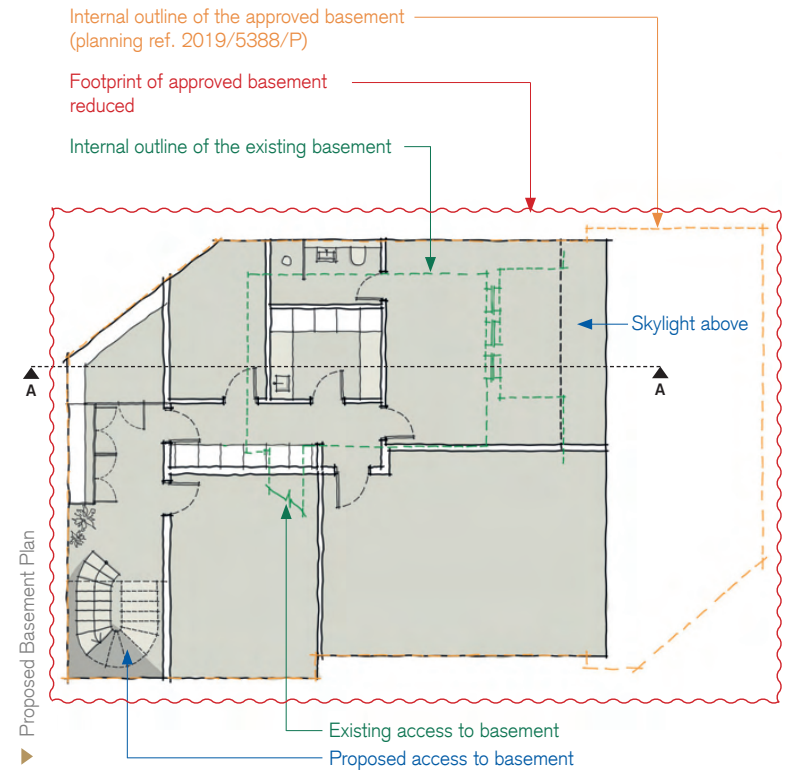 Internal outline of the approved basement
(planning ref. 2019/5388/P)
Footprint of approved basement
reduced
Internal outline of the existing basement
Skylight above
A
A
Proposed Basement Plan
Existing access to basement
Proposed access to basement